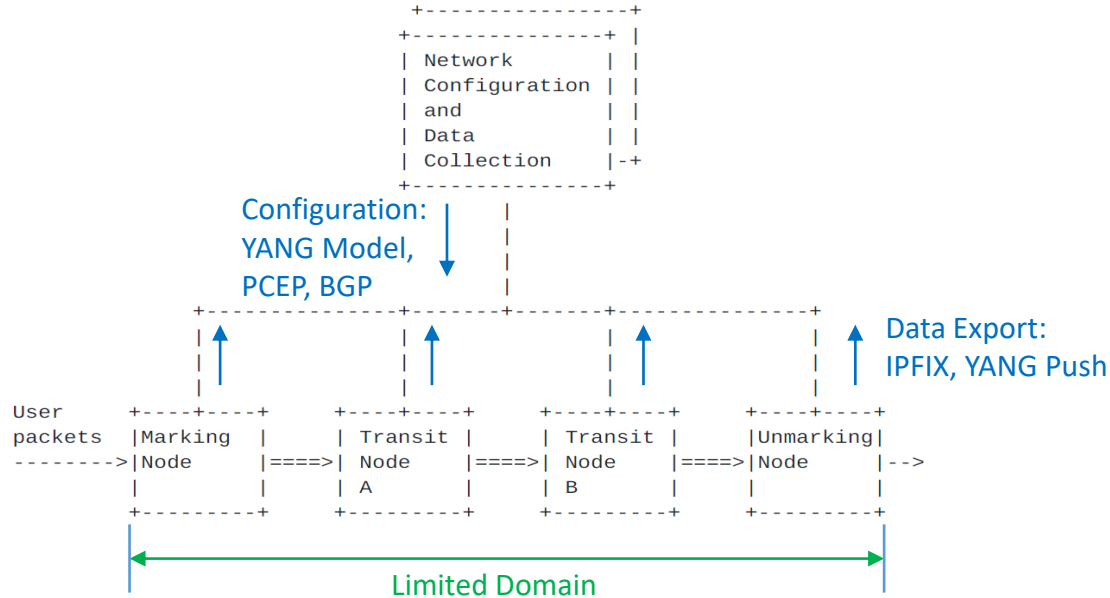 +----------------+
+---------------+ |
| Network       | |
| Configuration | |
| and           | |
| Data          | |
| Collection    |-+
+---------------+
Configuration:
YANG Model,
PCEP, BGP
+---------------+-------+-------+---------------+
Data Export:
IPFIX, YANG Push
User     +----+----+     +----+----+     +----+----+     +----+----+
packets  |Marking  |     | Transit |     | Transit |     |Unmarking|
-------->|Node     |====>| Node    |====>| Node    |====>|Node     |-->
|         |     | A       |     | B       |     |         |
+---------+     +---------+     +---------+     +---------+
Limited Domain